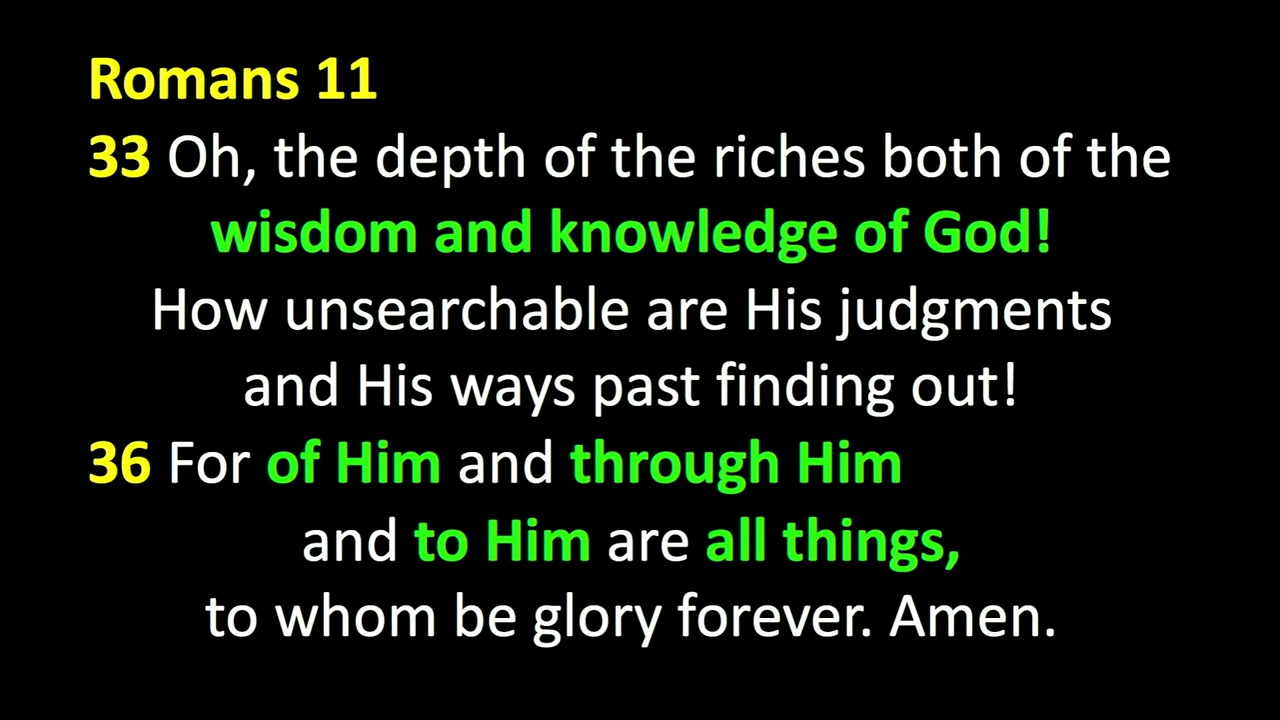 Romans 11
33 Oh, the depth of the riches both of the
wisdom and knowledge of God!
How unsearchable are His judgments
and His ways past finding out!
36 For of Him and through Him
and to Him are all things,
to whom be glory forever. Amen.